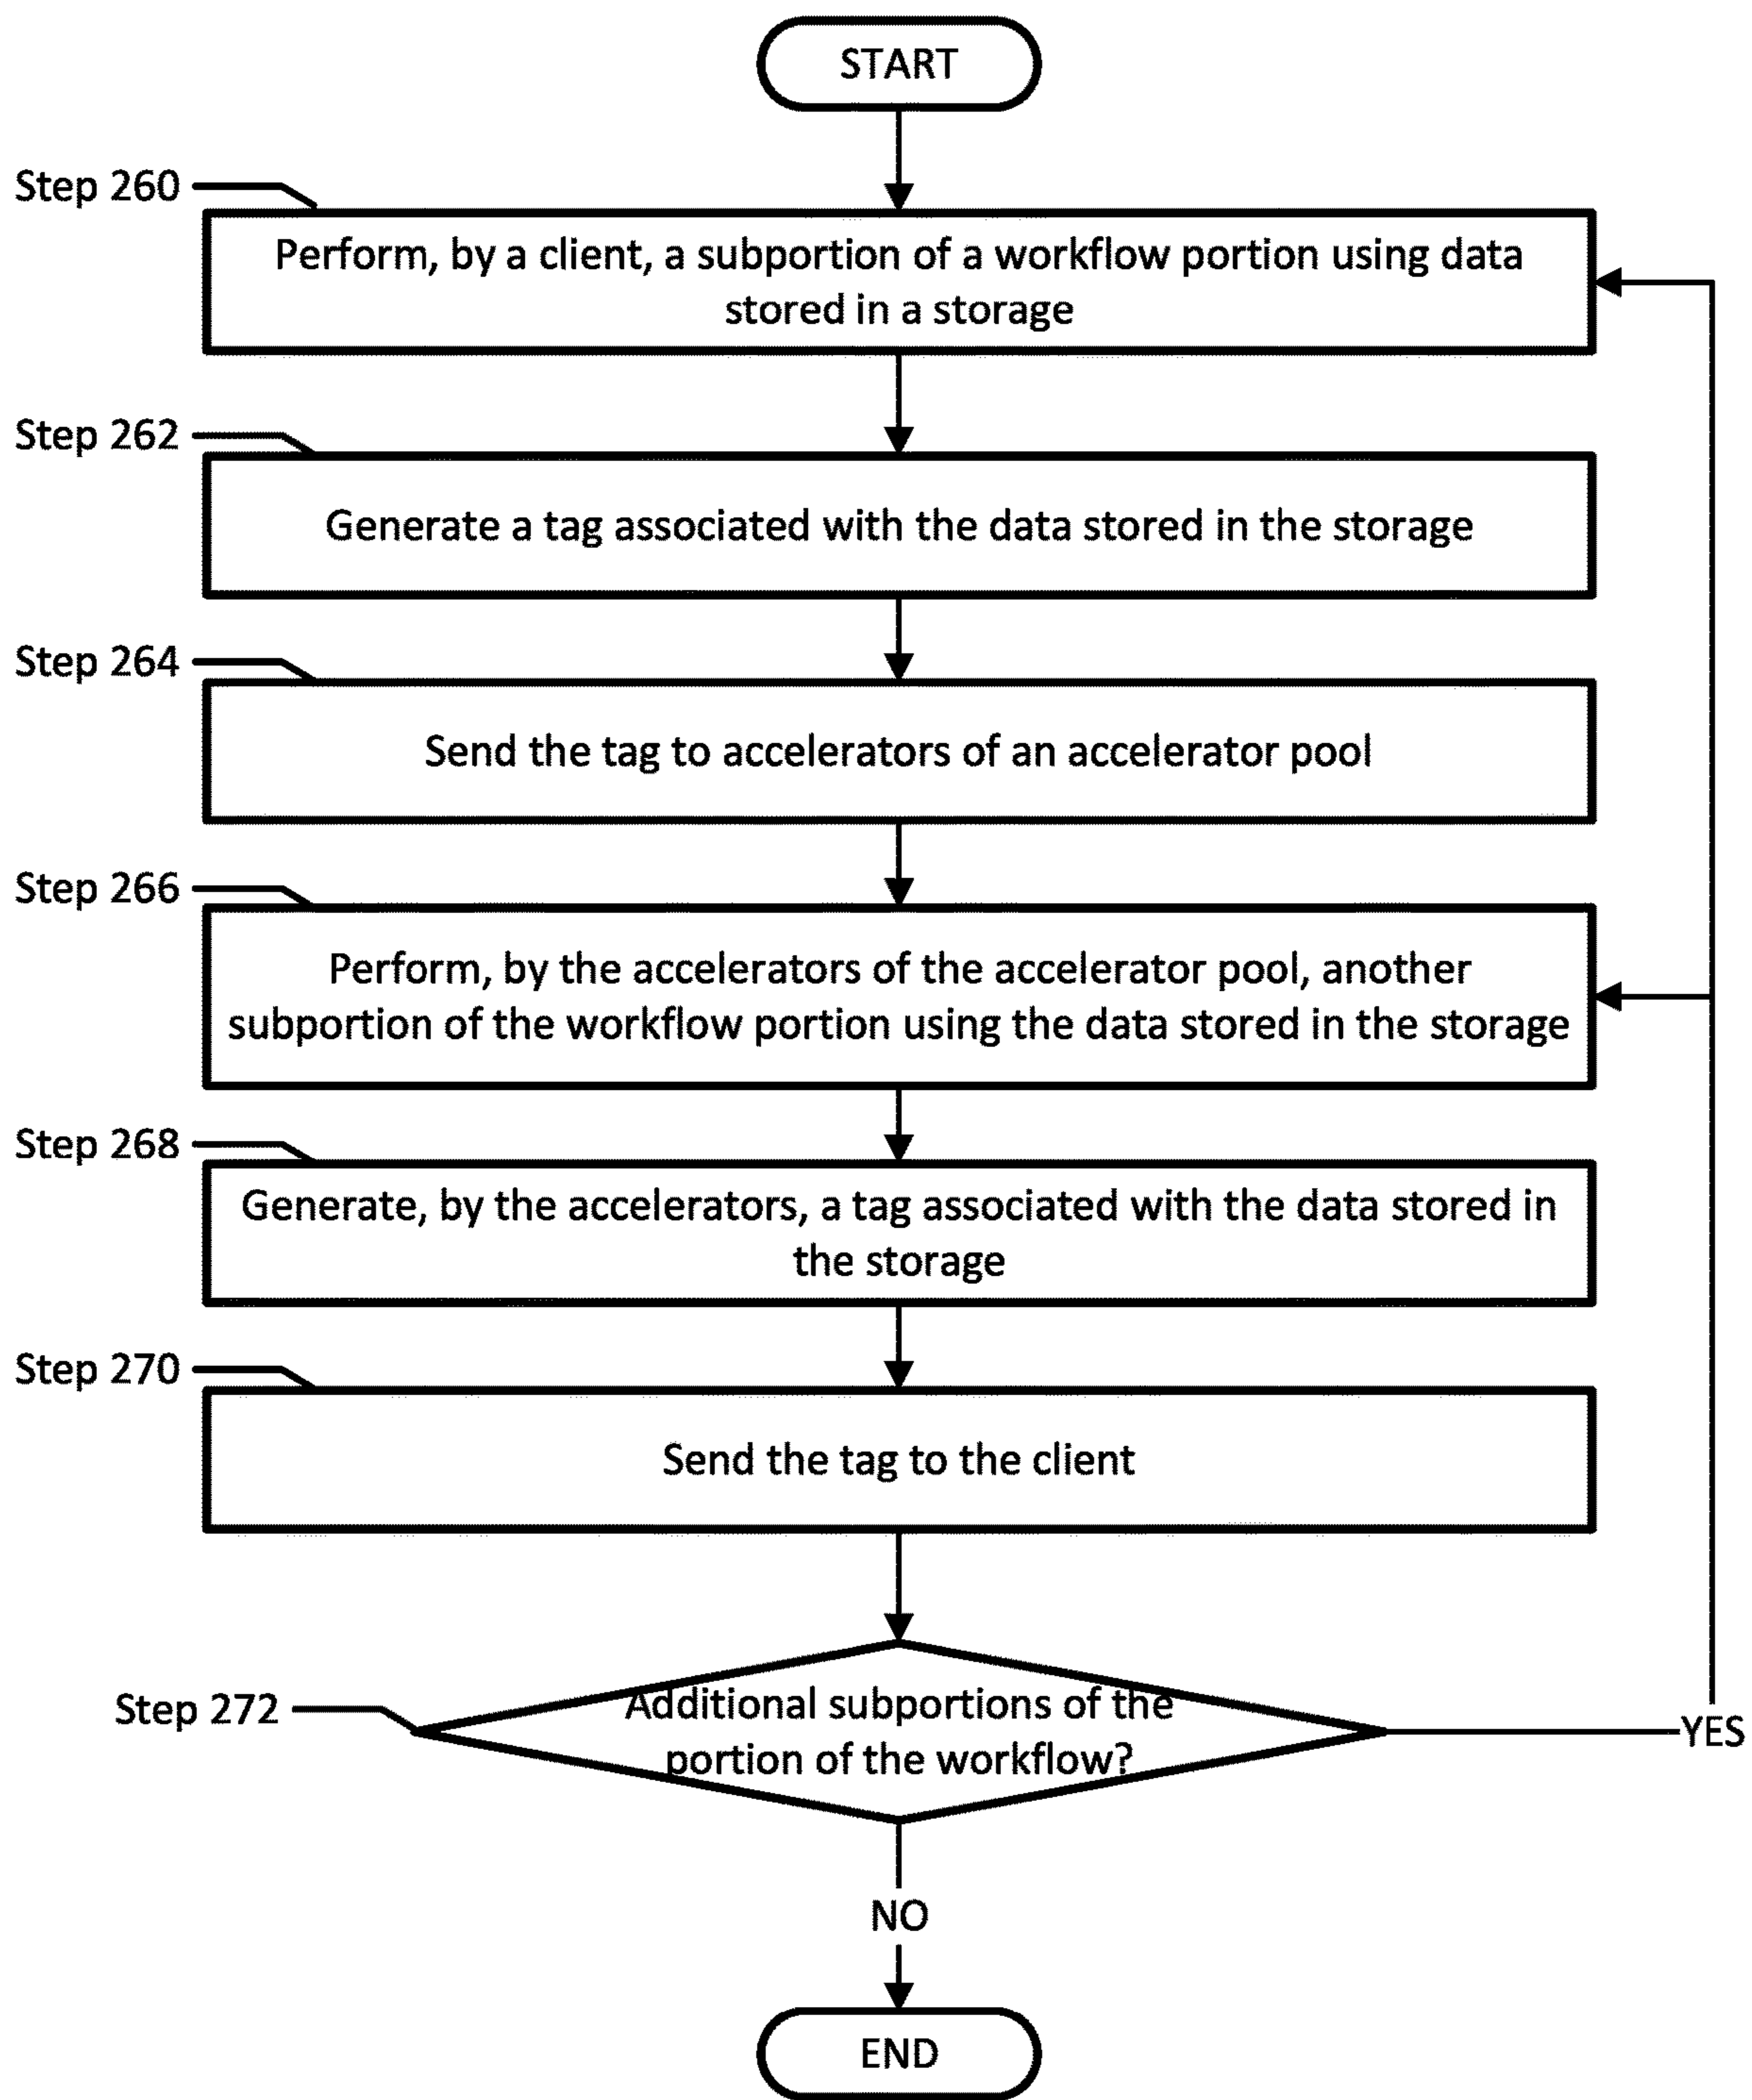 START
Step 260
Perform, by a client, a subportion of a workflow portion using data
stored in a storage
Step 262
Generate a tag associated with the data stored in the storage
Step 264
Send the tag to accelerators of an accelerator pool
Step 266
Perform, by the accelerators of the accelerator pool, another
subportion of the workflow portion using the data stored in the storage
Step 268
Generate, by the accelerators, a tag associated with the data stored in
the storage
Step 270
Send the tag to the client
Step 272
Additional subportions of the
portion of the workflow?
YES
NO
END